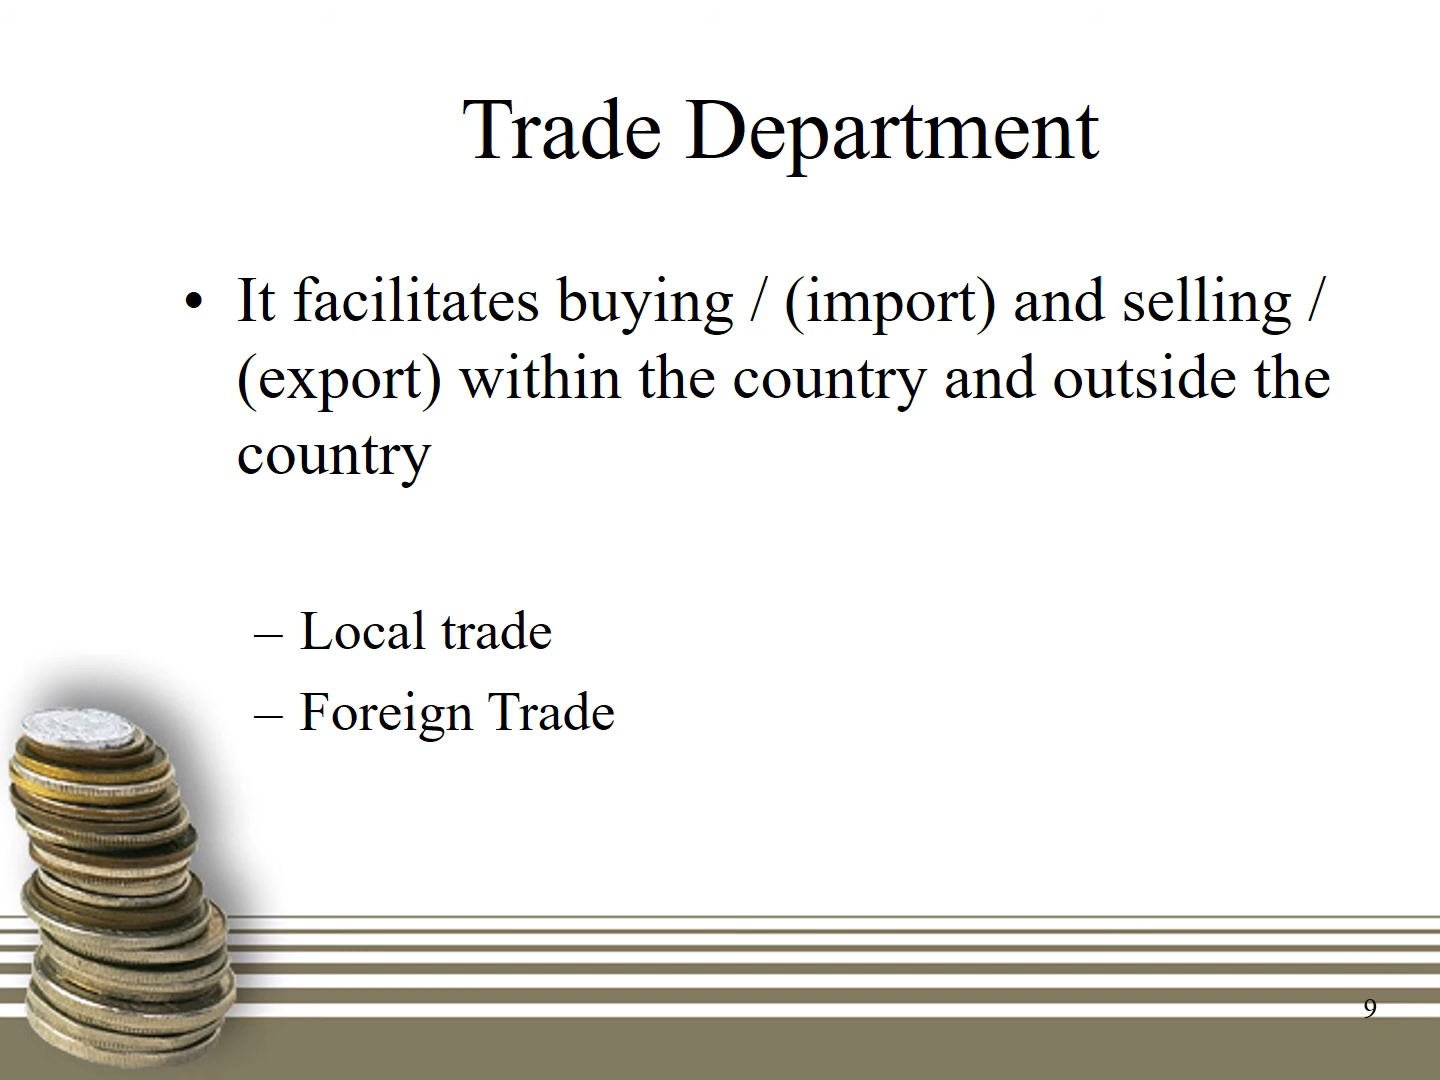 Trade Department
• It facilitates buying / (import) and selling /
(export) within the country and outside the
country
– Local trade
– Foreign Trade
9